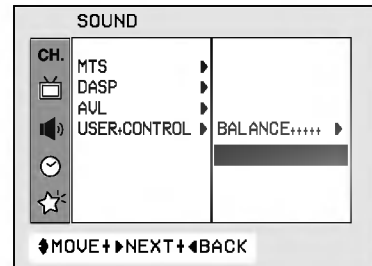 SOUND
CH.
MTS ▶
DASP ▶
AVL ▶
USER+CONTROL ▶ BALANCE+++++ ▶
♦MOVE+▶NEXT+◀BACK